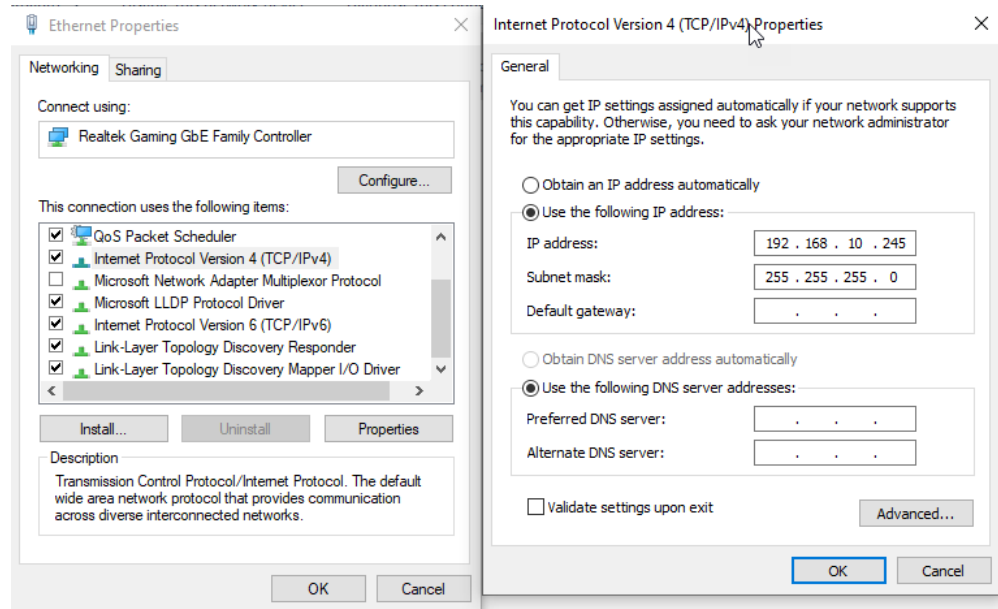 Ethernet Properties
Networking
Sharing
Connect using:
Realtek Gaming GbE Family Controller
Configure...
This connection uses the following items:
QoS Packet Scheduler
Internet Protocol Version 4 (TCP/IPv4)
Microsoft Network Adapter Multiplexor Protocol
Microsoft LLDP Protocol Driver
Internet Protocol Version 6 (TCP/IPv6)
Link-Layer Topology Discovery Responder
Link-Layer Topology Discovery Mapper I/O Driver
Install...
Uninstall
Properties
Description
Transmission Control Protocol/Internet Protocol. The default
wide area network protocol that provides communication
across diverse interconnected networks.
OK
Cancel
Internet Protocol Version 4 (TCP/IPv4) Properties
General
You can get IP settings assigned automatically if your network supports
this capability. Otherwise, you need to ask your network administrator
for the appropriate IP settings.
Obtain an IP address automatically
Use the following IP address:
IP address:
192 . 168 . 10 . 245
Subnet mask:
255 . 255 . 255 . 0
Default gateway:
. . .
Obtain DNS server address automatically
Use the following DNS server addresses:
Preferred DNS server:
. . .
Alternate DNS server:
. . .
Validate settings upon exit
Advanced...
OK
Cancel